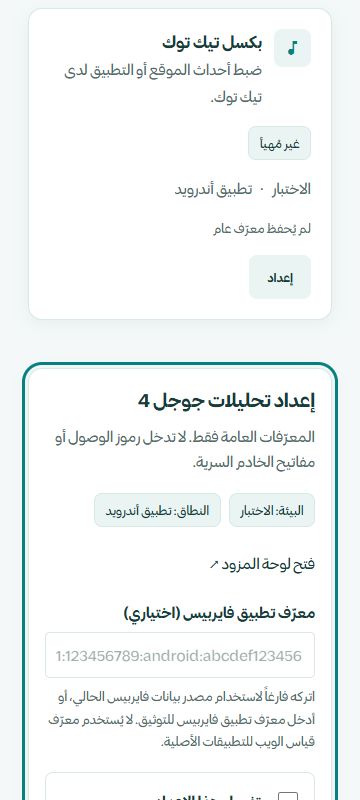 بكسل تيك توك
ضبط أحداث الموقع أو التطبيق لدى
تيك توك.
غير مُهيأ
الاختبار · تطبيق أندرويد
لم يُحفظ معرّف عام
إعداد
إعداد تحليلات جوجل 4
المعرّفات العامة فقط. لا تدخل رموز الوصول أو
مفاتيح الخادم السرية.
البيئة: الاختبار
النطاق: تطبيق أندرويد
فتح لوحة المزود ↗
معرّف تطبيق فايربيس (اختياري)
1:123456789:android:abcdef123456
اتركه فارغاً لاستخدام مصدر بيانات فايربيس الحالي، أو
أدخل معرّف تطبيق فايربيس للتوثيق. لا يُستخدم معرّف
قياس الويب للتطبيقات الأصلية.